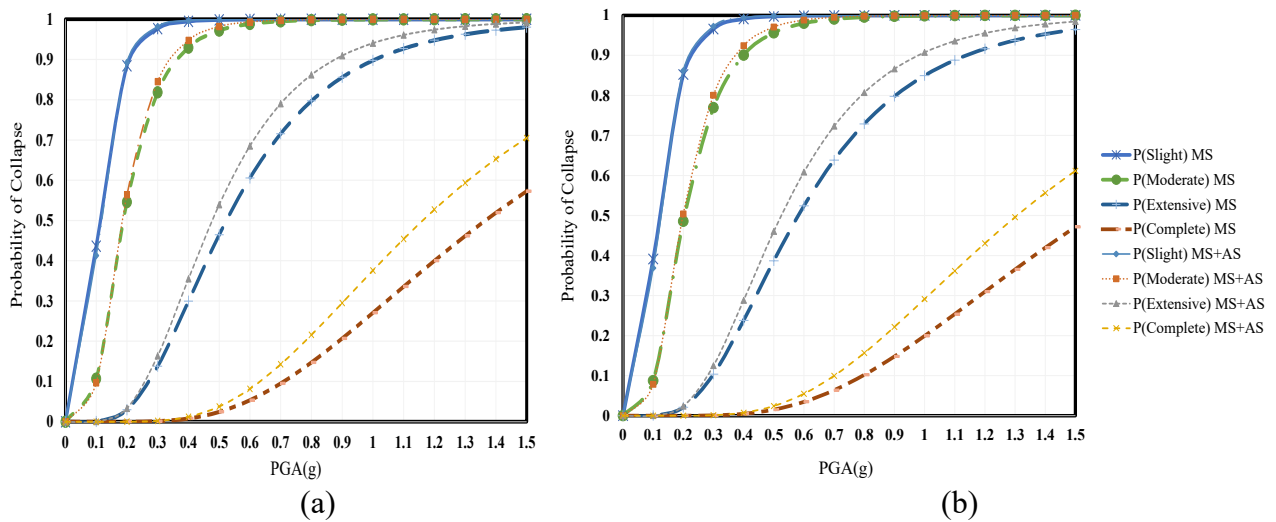 Probability of Collapse
1
0.9
0.8
0.7
0.6
0.5
0.4
0.3
0.2
0.1
0
0 0.1 0.2 0.3 0.4 0.5 0.6 0.7 0.8 0.9 1 1.1 1.2 1.3 1.4 1.5
PGA(g)
(a)
Probability of Collapse
1
0.9
0.8
0.7
0.6
0.5
0.4
0.3
0.2
0.1
0
0 0.1 0.2 0.3 0.4 0.5 0.6 0.7 0.8 0.9 1 1.1 1.2 1.3 1.4 1.5
PGA(g)
(b)
P(Slight) MS
P(Moderate) MS
P(Extensive) MS
P(Complete) MS
P(Slight) MS+AS
P(Moderate) MS+AS
P(Extensive) MS+AS
P(Complete) MS+AS